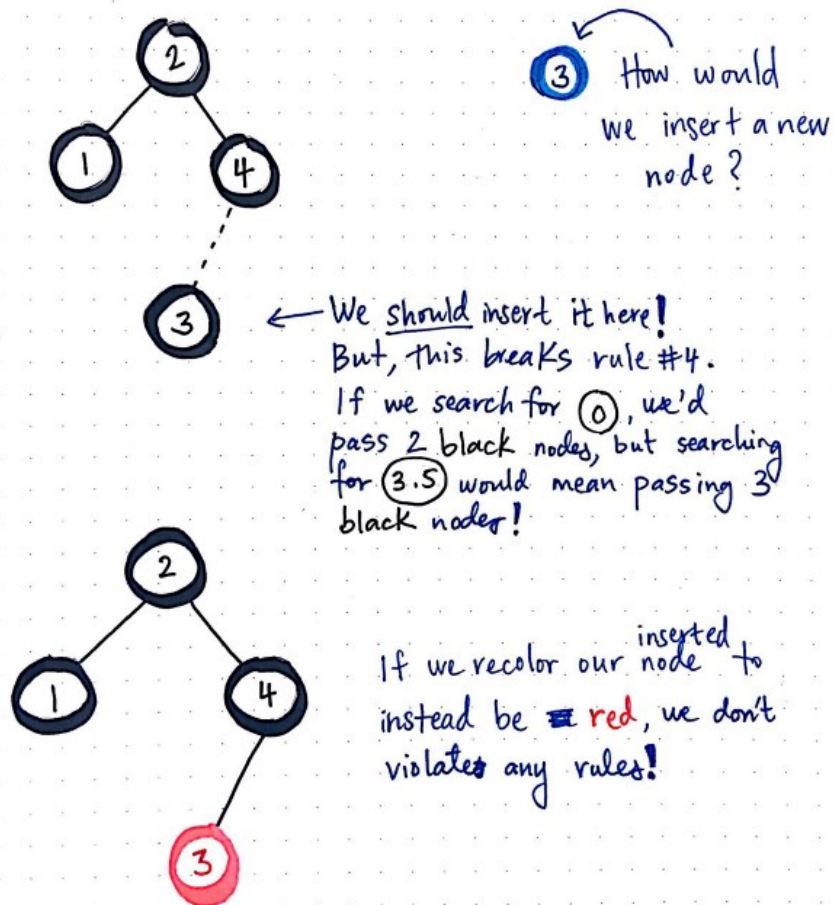 2
1
4
3
3 How would
we insert a new
node?
We should insert it here!
But, this breaks rule #4.
If we search for 0, we'd
pass 2 black nodes, but searching
for 3.5 would mean passing 3
black nodes!
2
1
4
3
inserted
If we recolor our node to
instead be red, we don't
violates any rules!